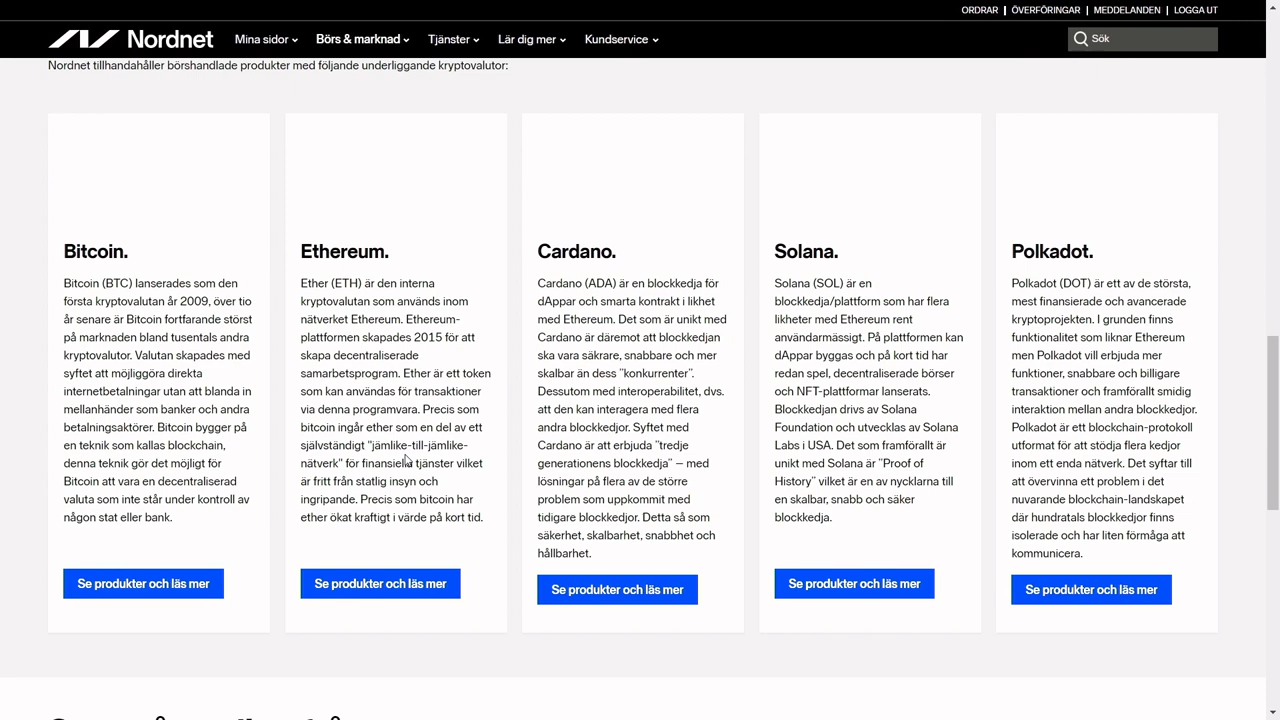 ORDRAR | ÖVERFÖRINGAR | MEDDELANDEN | LOGGA UT
Nordnet Mina sidor Börs & marknad Tjänster Lär dig mer Kundservice Sök
Nordnet tillhandahåller börshandlade produkter med följande underliggande kryptovalutor:
Bitcoin.
Bitcoin (BTC) lanserades som den
första kryptovalutan år 2009, över tio
år senare är Bitcoin fortfarande störst
på marknaden bland tusentals andra
kryptovalutor. Valutan skapades med
syftet att möjliggöra direkta
internetbetalningar utan att blanda in
mellanhänder som banker och andra
betalningsaktörer. Bitcoin bygger på
en teknik som kallas blockchain,
denna teknik gör det möjligt för
Bitcoin att vara en decentraliserad
valuta som inte står under kontroll av
någon stat eller bank.
Se produkter och läs mer
Ethereum.
Ether (ETH) är den interna
kryptovalutan som används inom
nätverket Ethereum. Ethereum-
plattformen skapades 2015 för att
skapa decentraliserade
samarbetsprogram. Ether är ett token
som kan användas för transaktioner
via denna programvara. Precis som
bitcoin ingår ether som en del av ett
självständigt "jämlike-till-jämlike-
nätverk" för finansiella tjänster vilket
är fritt från statlig insyn och
ingripande. Precis som bitcoin har
ether ökat kraftigt i värde på kort tid.
Se produkter och läs mer
Cardano.
Cardano (ADA) är en blockkedja för
dAppar och smarta kontrakt i likhet
med Ethereum. Det som är unikt med
Cardano är däremot att blockkedjan
ska vara säkrare, snabbare och mer
skalbar än dess "konkurrenter".
Dessutom med interoperabilitet, dvs.
att den kan interagera med flera
andra blockkedjor. Syftet med
Cardano är att erbjuda "tredje
generationens blockkedja" – med
lösningar på flera av de större
problem som uppkommit med
tidigare blockkedjor. Detta så som
säkerhet, skalbarhet, snabbhet och
hållbarhet.
Se produkter och läs mer
Solana.
Solana (SOL) är en
blockkedja/plattform som har flera
likheter med Ethereum rent
användarmässigt. På plattformen kan
dAppar byggas och på kort tid har
redan spel, decentraliserade börser
och NFT-plattformar lanserats.
Blockkedjan drivs av Solana
Foundation och utvecklas av Solana
Labs i USA. Det som framförallt är
unikt med Solana är "Proof of
History" vilket är en av nycklarna till
en skalbar, snabb och säker
blockkedja.
Se produkter och läs mer
Polkadot.
Polkadot (DOT) är ett av de största,
mest finansierade och avancerade
kryptoprojekten. I grunden finns
funktionalitet som liknar Ethereum
men Polkadot vill erbjuda mer
funktioner, snabbare och billigare
transaktioner och framförallt smidig
interaktion mellan andra blockkedjor.
Polkadot är ett blockchain-protokoll
utformat för att stödja flera kedjor
inom ett enda nätverk. Det syftar till
att övervinna ett problem i det
nuvarande blockchain-landskapet
där hundratals blockkedjor finns
isolerade och har liten förmåga att
kommunicera.
Se produkter och läs mer